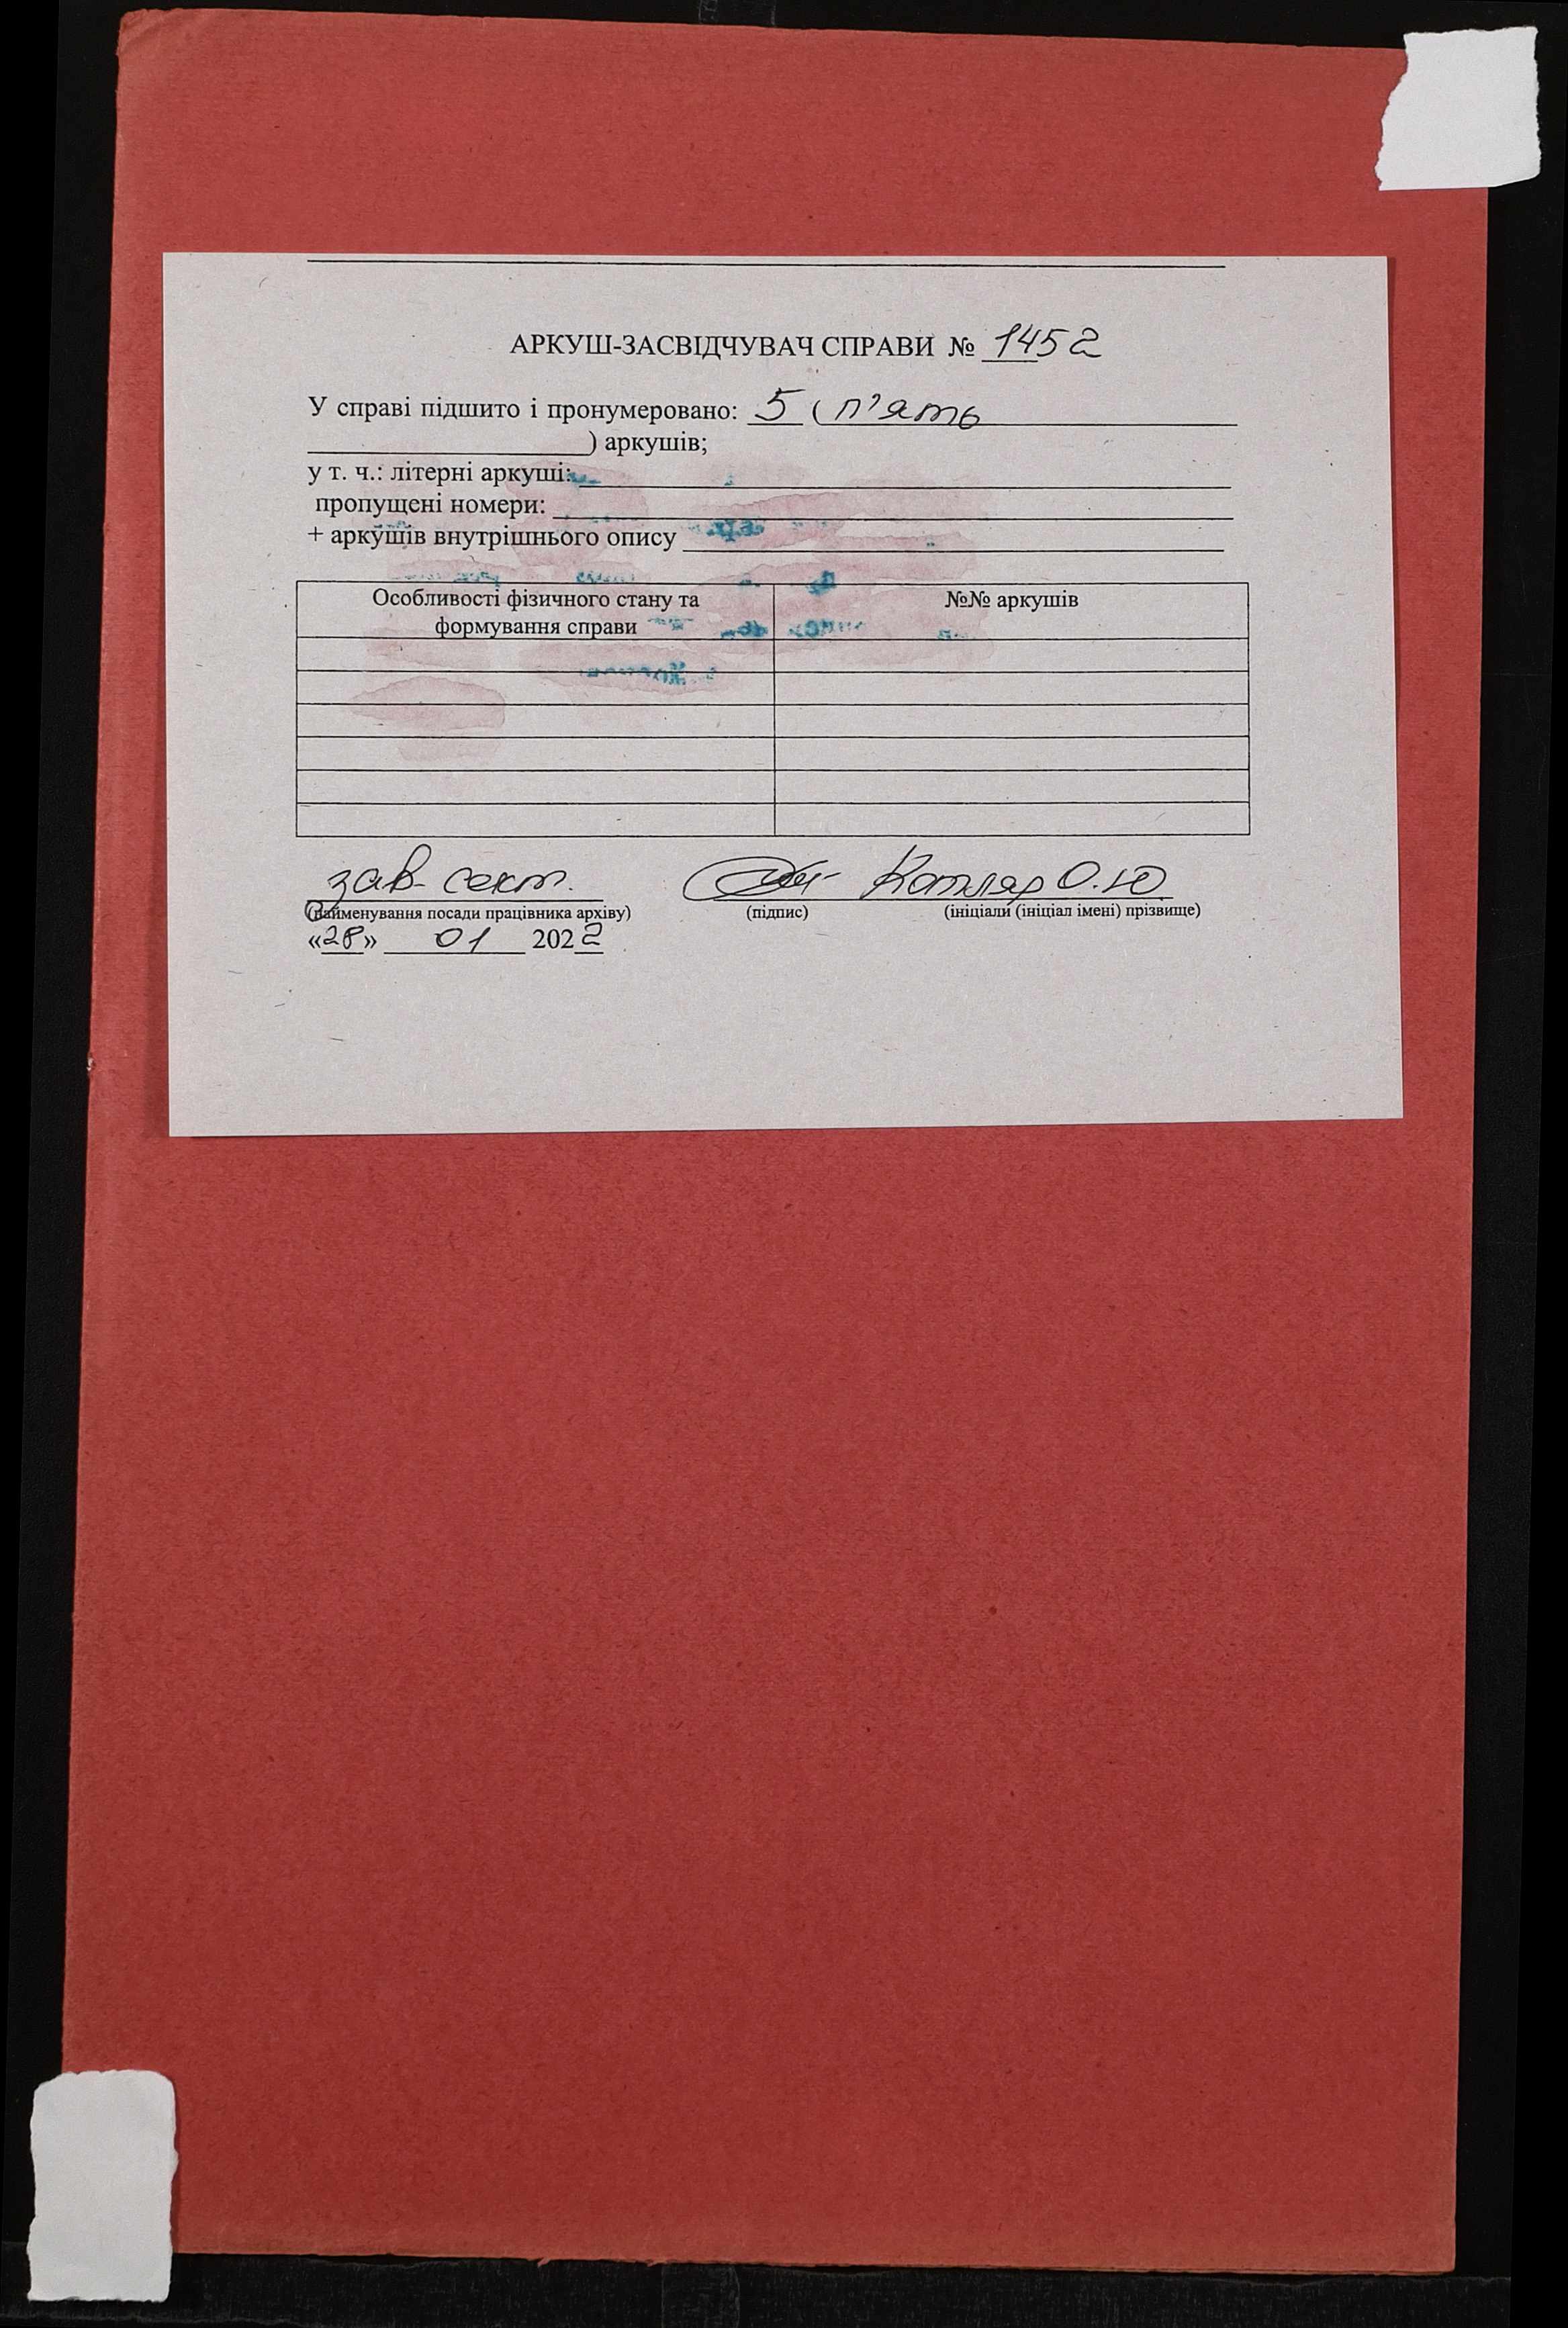 АРКУШ-ЗАСВІДЧУВАЧ СПРАВИ № 1452
У справі підшито і пронумеровано: 5 ( п’ять
) аркушів;
у т. ч.: літерні аркуші:
пропущені номери:
+ аркушів внутрішнього опису
Особливості фізичного стану та формування справи
№№ аркушів
зав. сект. Котляр О.Ю
(найменування посади працівника архіву) (підпис) (ініціали (ініціал імені) прізвище)
«28» 01 2022